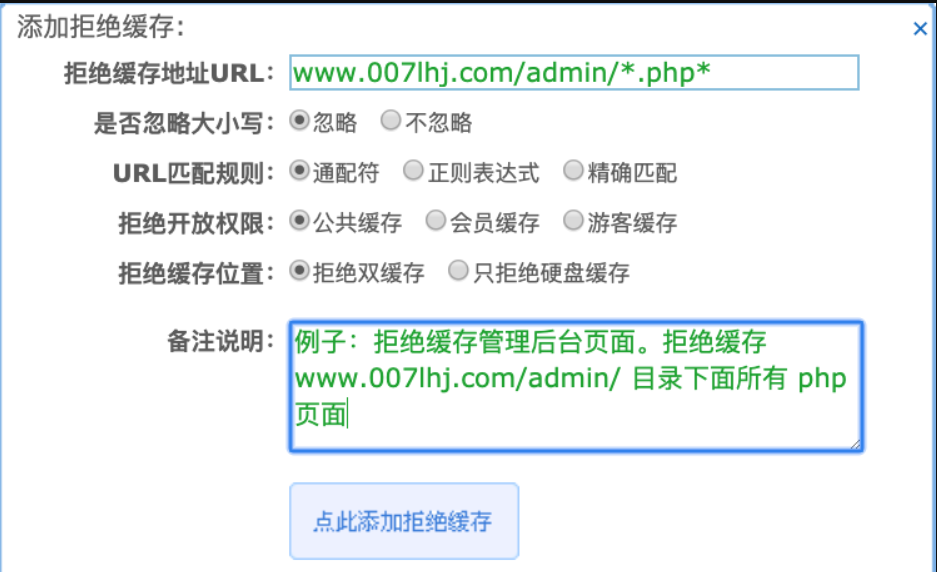 添加拒绝缓存：
×
拒绝缓存地址URL： www.007lhj.com/admin/*.php*
是否忽略大小写： 忽略 不忽略
URL匹配规则： 通配符 正则表达式 精确匹配
拒绝开放权限： 公共缓存 会员缓存 游客缓存
拒绝缓存位置： 拒绝双缓存 只拒绝硬盘缓存
备注说明： 例子：拒绝缓存管理后台页面。拒绝缓存
www.007lhj.com/admin/ 目录下面所有 php
页面
点此添加拒绝缓存